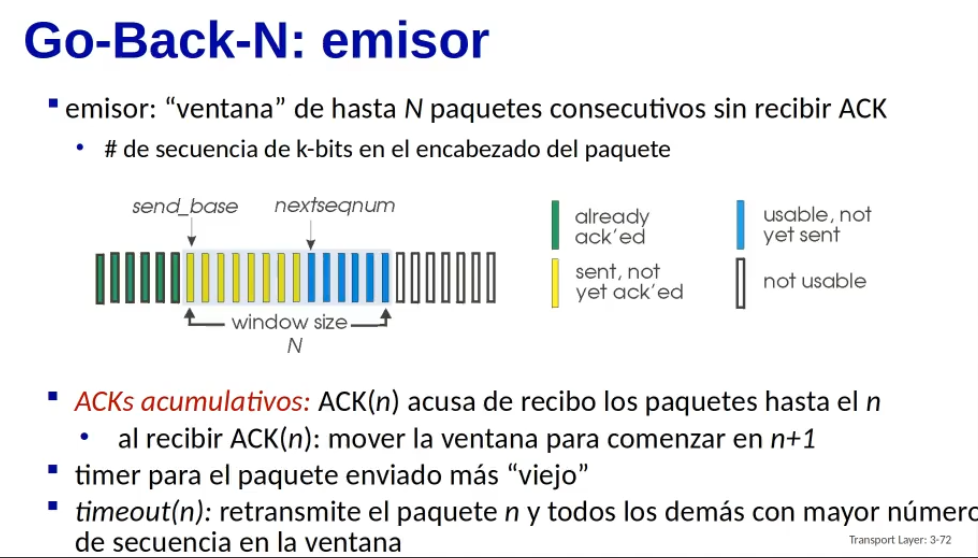 Go-Back-N: emisor
emisor: “ventana” de hasta N paquetes consecutivos sin recibir ACK
# de secuencia de k-bits en el encabezado del paquete
send_base nextseqnum
already
ack’ed
usable, not
yet sent
sent, not
yet ack’ed
not usable
window size
N
ACKs acumulativos: ACK(n) acusa de recibo los paquetes hasta el n
al recibir ACK(n): mover la ventana para comenzar en n+1
timer para el paquete enviado más “viejo”
timeout(n): retransmite el paquete n y todos los demás con mayor número
de secuencia en la ventana
Transport Layer: 3-72